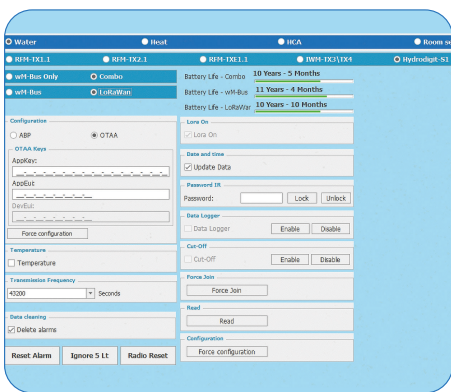 Water Heat HCA Room se
RFM-TX1.1 RFM-TX2.1 RFM-TXE1.1 IWM-TX3\TX4 Hydrodigit-S1
wM-Bus Only Combo
wM-Bus LoRaWan
Battery Life - Combo 10 Years - 5 Months
Battery Life - wM-Bus 11 Years - 4 Months
Battery Life - LoRaWar 10 Years - 10 Months
Configuration
ABP OTAA
OTAA Keys
AppKey:
AppEui:
DevEui:
Force configuration
Temperature
Temperature
Transmission Frequency
43200 Seconds
Data cleaning
Delete alarms
Reset Alarm Ignore 5 Lt Radio Reset
Lora On
Lora On
Date and time
Update Data
Password IR
Password: Lock Unlock
Data Logger
Data Logger Enable Disable
Cut-Off
Cut-Off Enable Disable
Force Join
Force Join
Read
Read
Configuration
Force configuration